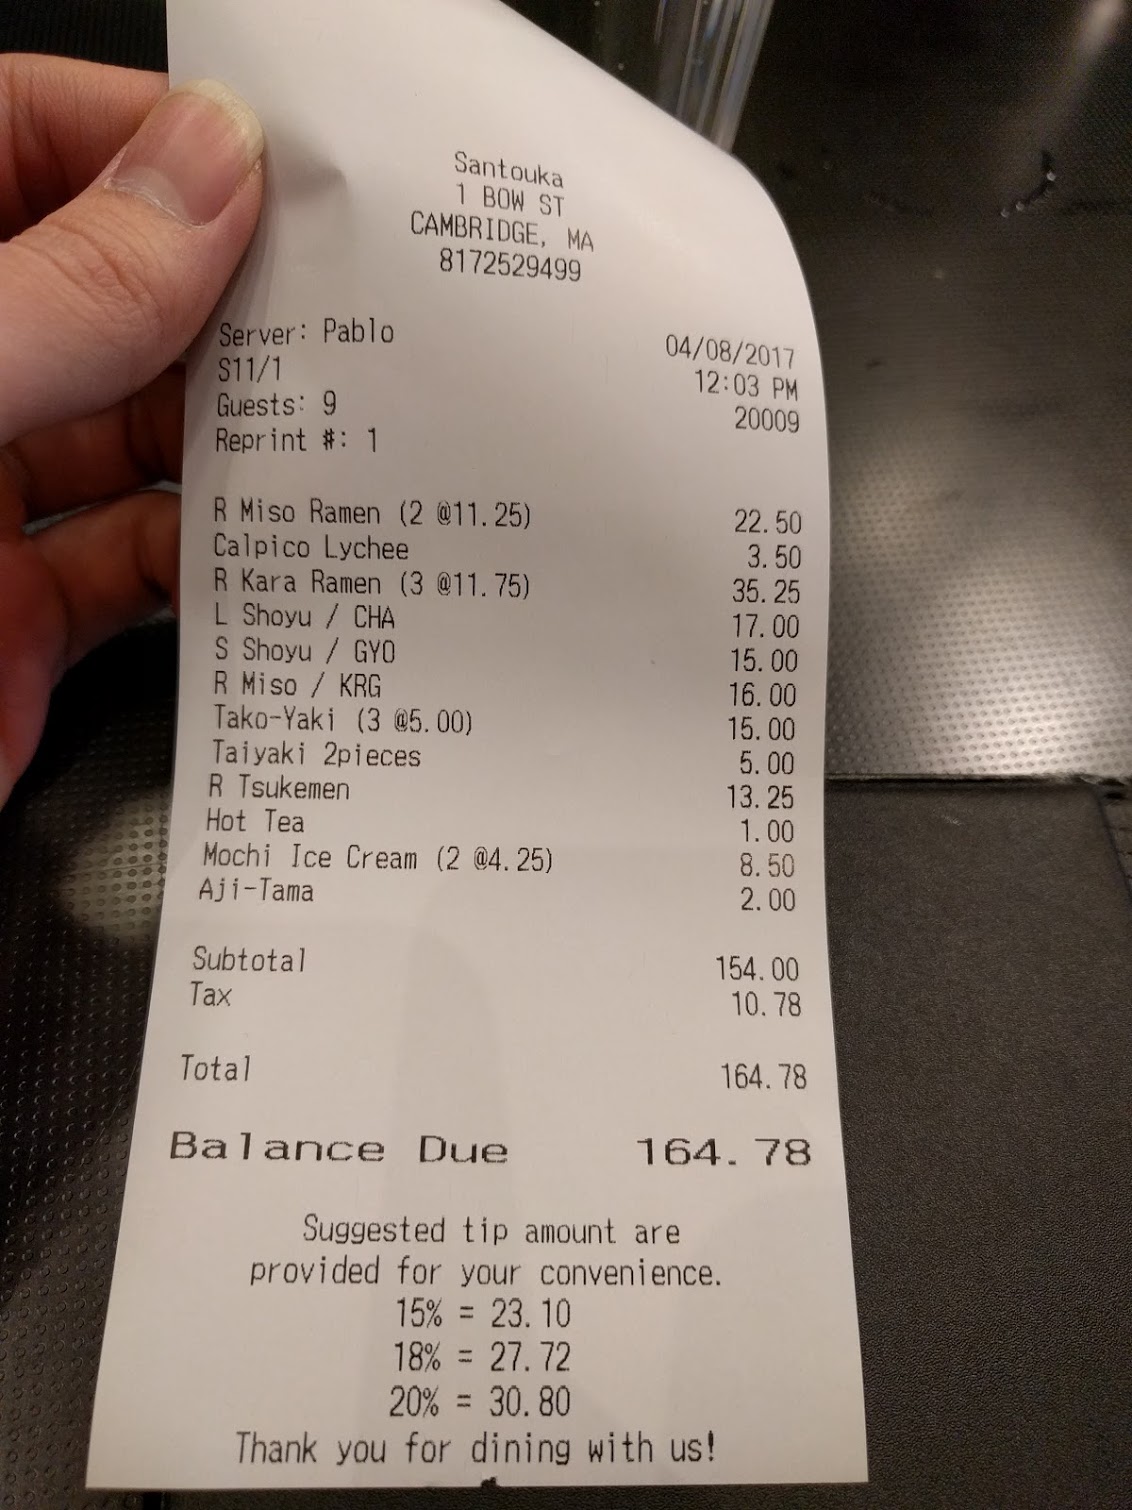 Santouka
1 BOW ST
CAMBRIDGE, MA
8172529499
Server: Pablo 04/08/2017
S11/1 12:03 PM
Guests: 9 20009
Reprint #: 1
R Miso Ramen (2 @11.25) 22.50
Calpico Lychee 3.50
R Kara Ramen (3 @11.75) 35.25
L Shoyu / CHA 17.00
S Shoyu / GYO 15.00
R Miso / KRG 16.00
Tako-Yaki (3 @5.00) 15.00
Taiyaki 2pieces 5.00
R Tsukemen 13.25
Hot Tea 1.00
Mochi Ice Cream (2 @4.25) 8.50
Aji-Tama 2.00
Subtotal 154.00
Tax 10.78
Total 164.78
Balance Due 164.78
Suggested tip amount are
provided for your convenience.
15% = 23.10
18% = 27.72
20% = 30.80
Thank you for dining with us!